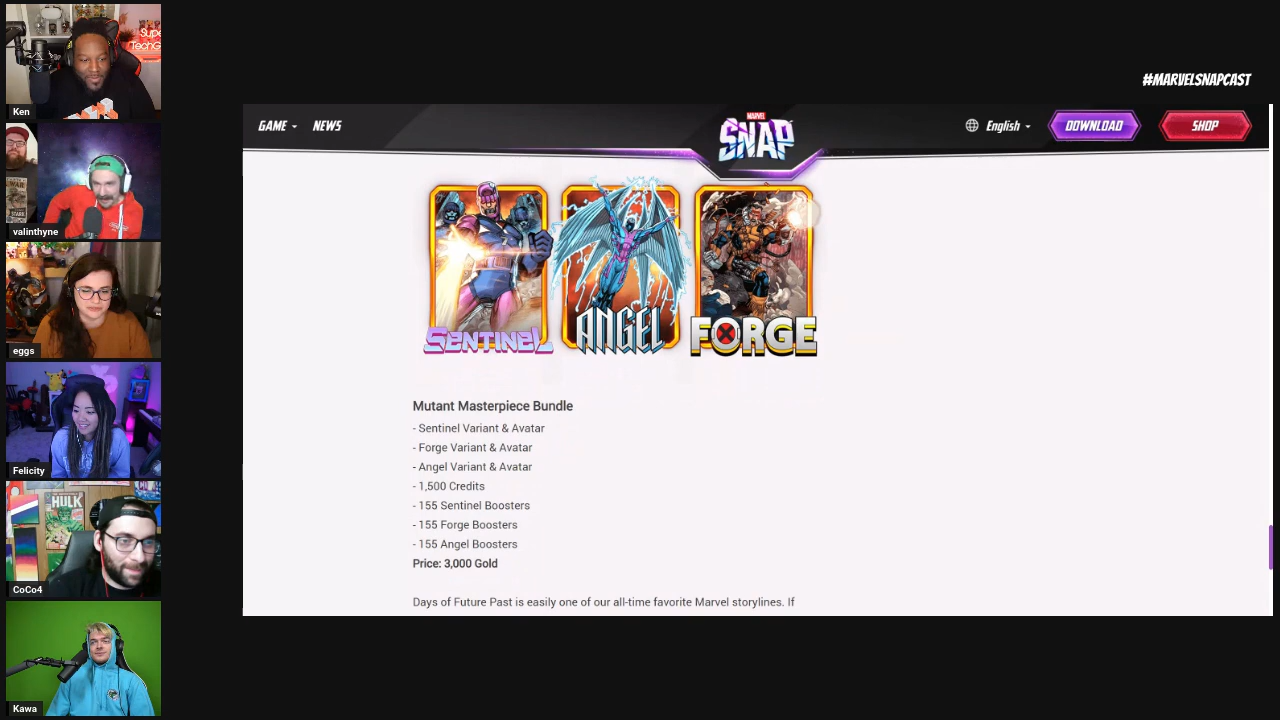 #MARVELSNAPCAST
GAME
NEWS
MARVEL
SNAP
English
DOWNLOAD
SHOP
SENTINEL
ANGEL
FORGE
Mutant Masterpiece Bundle
- Sentinel Variant & Avatar
- Forge Variant & Avatar
- Angel Variant & Avatar
- 1,500 Credits
- 155 Sentinel Boosters
- 155 Forge Boosters
- 155 Angel Boosters
Price: 3,000 Gold
Days of Future Past is easily one of our all-time favorite Marvel storylines. If
Ken
valinthyne
eggs
Felicity
HULK
CoCo4
Kawa